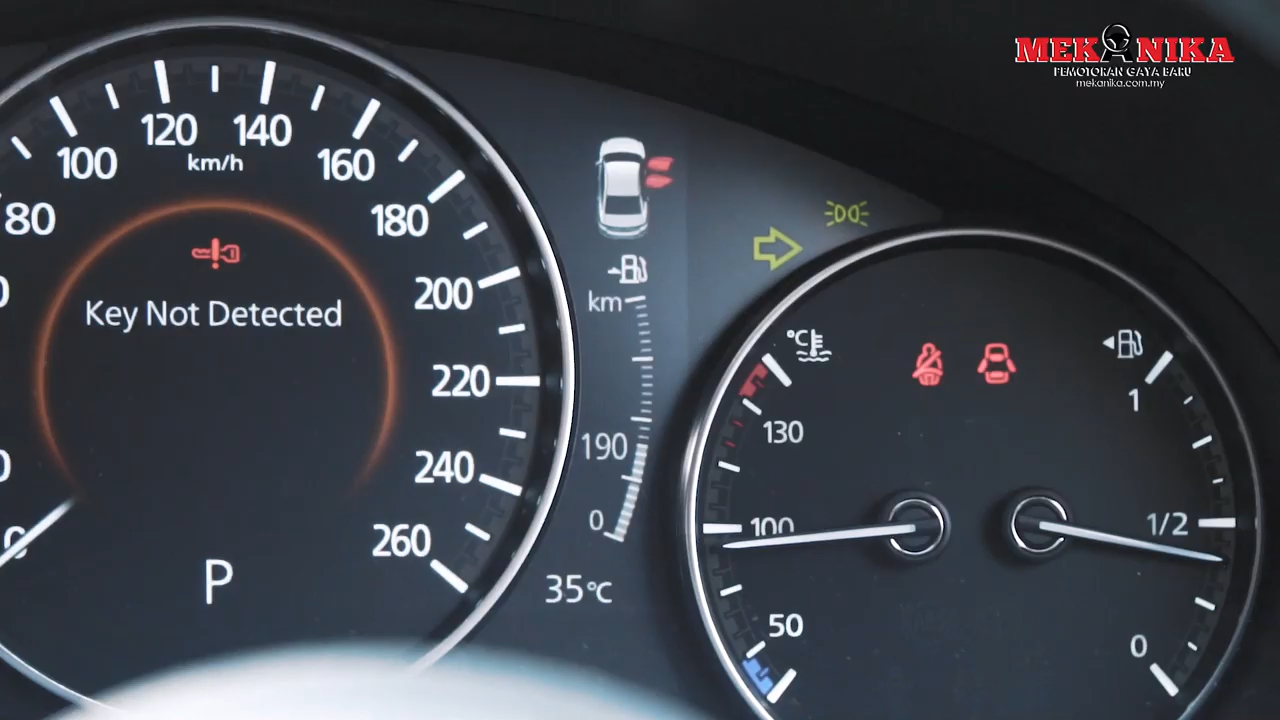 MEKANIKA
PEMOTORAN GAYA BARU
mekanika.com.my
80
100
120
140
160
180
200
220
240
260
km/h
Key Not Detected
P
km
190
0
35°C
°C
130
100
50
1
1/2
0